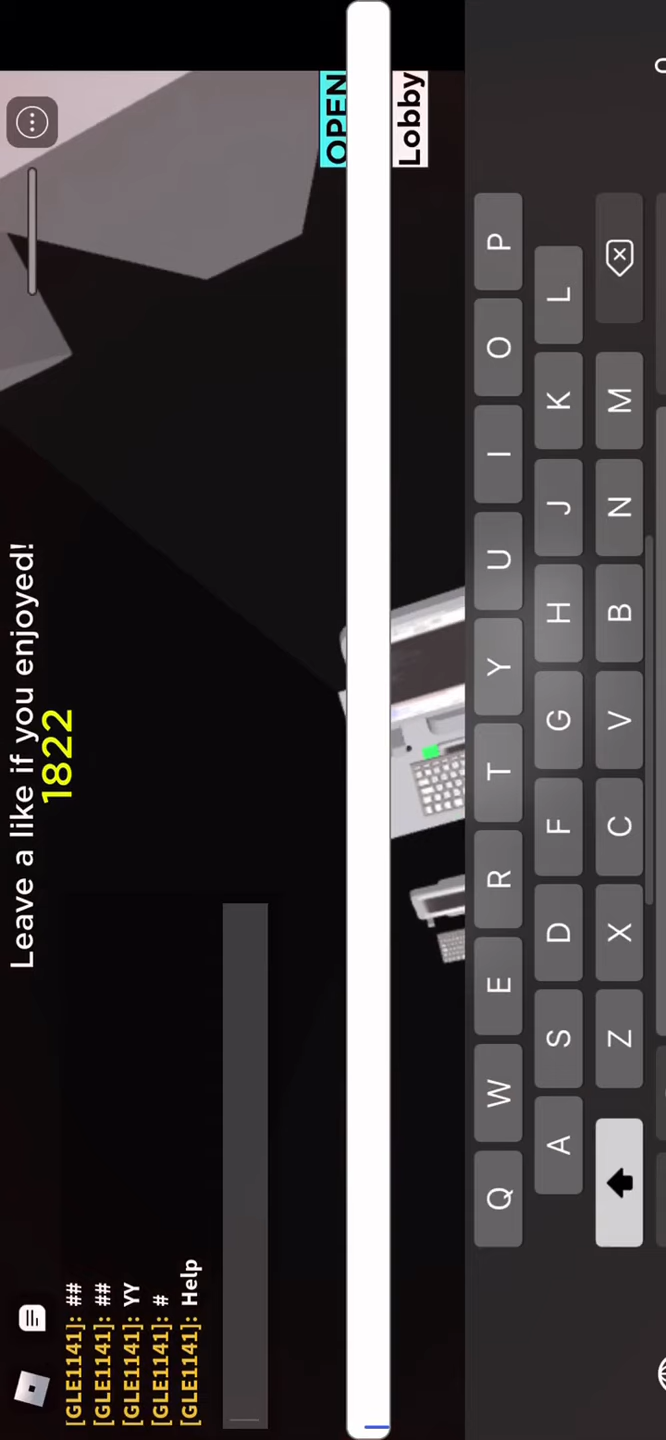 Leave a like if you enjoyed!
1822
OPEN
Lobby
[GLE1141]: ##
[GLE1141]: ##
[GLE1141]: YY
[GLE1141]: #
[GLE1141]: Help
Q W E R T Y U I O P
A S D F G H J K L
Z X C V B N M